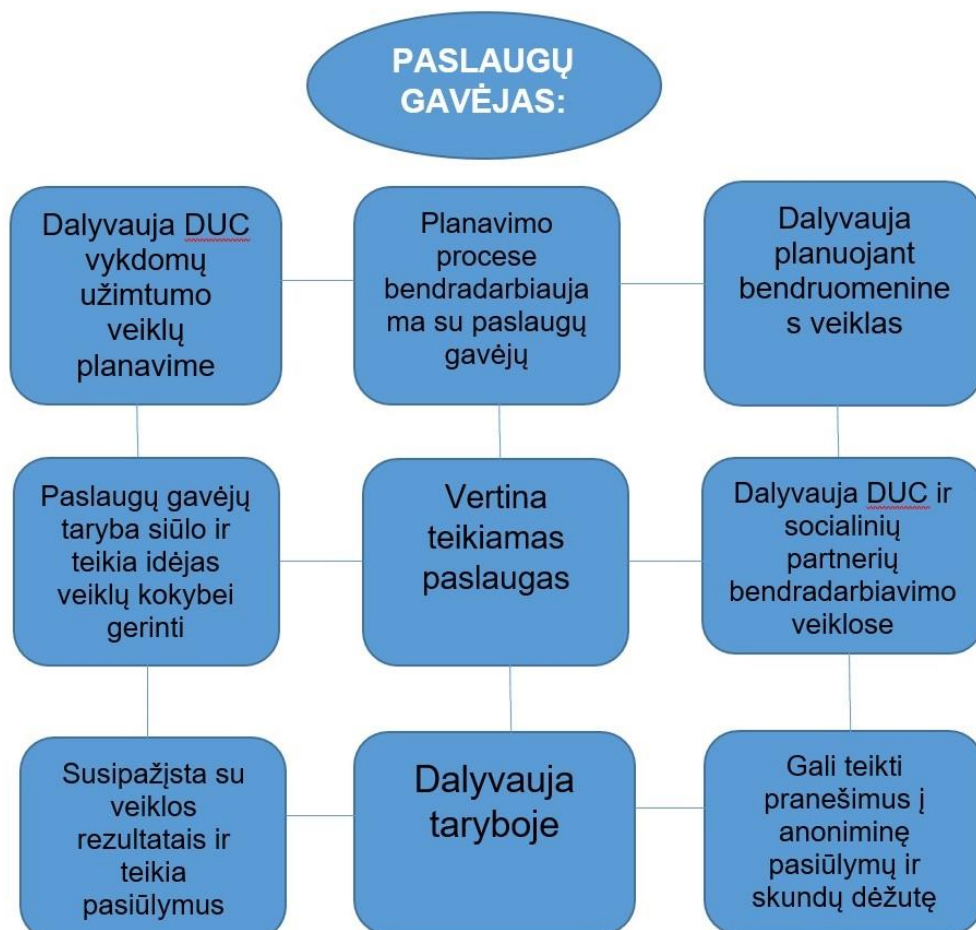 PASLAUGŲ
GAVĖJAS:
Dalyvauja DUC
vykdomų
užimtumo
veiklų
planavime
Planavimo
procese
bendradarbiauja
ma su paslaugų
gavėjų
Dalyvauja
planuojant
bendruomenine
s veiklas
Paslaugų gavėjų
taryba siūlo ir
teikia idėjas
veiklų kokybei
gerinti
Vertina
teikiamas
paslaugas
Dalyvauja DUC ir
socialinių
partnerių
bendradarbiavimo
veiklose
Susipažįsta su
veiklos
rezultatais ir
teikia
pasiūlymus
Dalyvauja
taryboje
Gali teikti
pranešimus į
anoniminę
pasiūlymų ir
skundų dėžutę